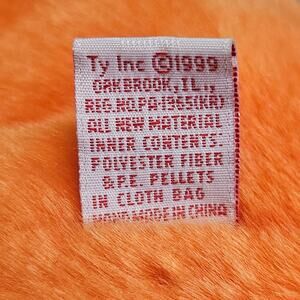 Ty Inc ©1999
OAKBROOK, IL.,
REG.NO.PA-1965(KR)
ALL NEW MATERIAL
INNER CONTENTS:
POLYESTER FIBER
& P.E. PELLETS
IN CLOTH BAG
HAND MADE IN CHINA